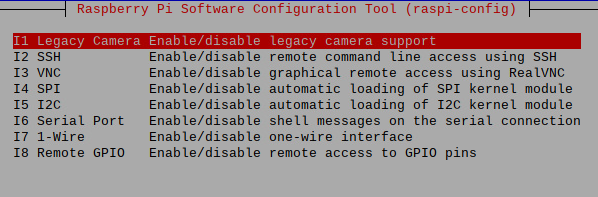 Raspberry Pi Software Configuration Tool (raspi-config)
I1 Legacy Camera Enable/disable legacy camera support
I2 SSH Enable/disable remote command line access using SSH
I3 VNC Enable/disable graphical remote access using RealVNC
I4 SPI Enable/disable automatic loading of SPI kernel module
I5 I2C Enable/disable automatic loading of I2C kernel module
I6 Serial Port Enable/disable shell messages on the serial connection
I7 1-Wire Enable/disable one-wire interface
I8 Remote GPIO Enable/disable remote access to GPIO pins